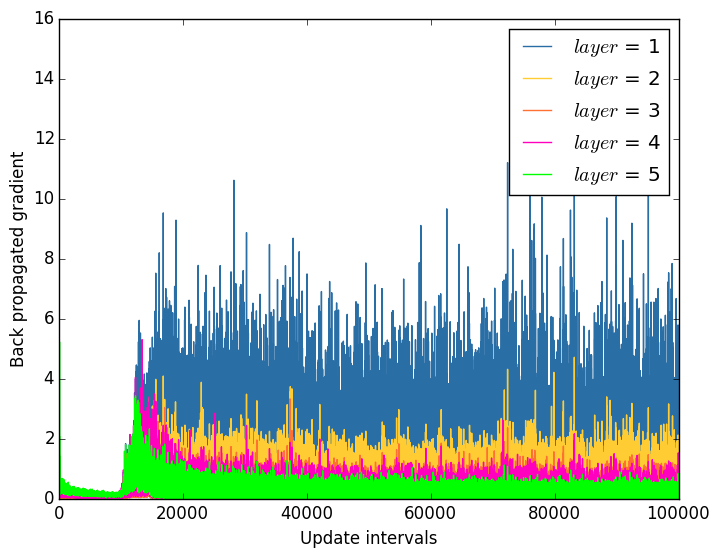 16
14
12
10
8
6
4
2
0
Back propagated gradient
layer = 1
layer = 2
layer = 3
layer = 4
layer = 5
0 20000 40000 60000 80000 100000
Update intervals